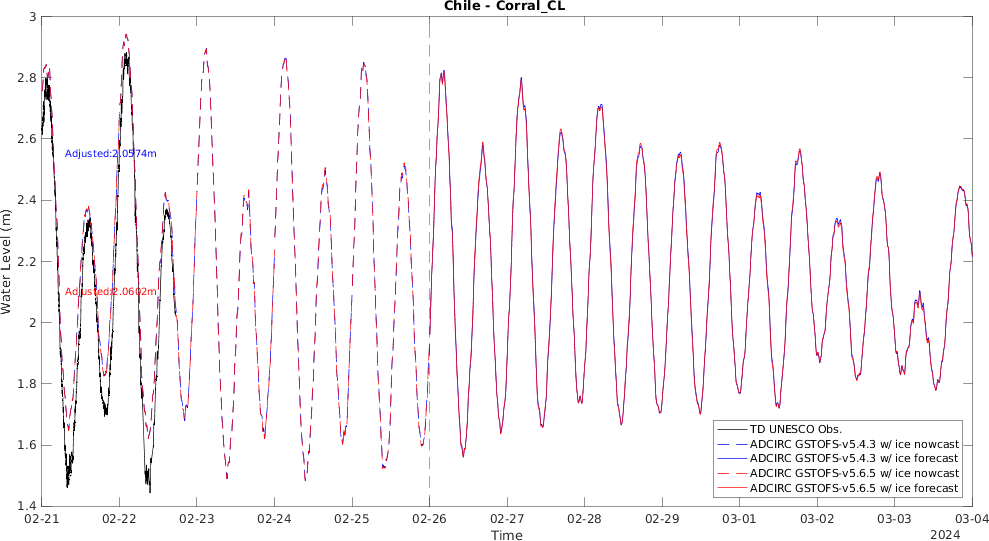 Chile - Corral_CL
3
2.8
2.6
2.4
2.2
2
1.8
1.6
1.4
Water Level (m)
Adjusted:2.0574m
Adjusted:2.0602m
TD UNESCO Obs.
ADCIRC GSTOFS-v5.4.3 w/ ice nowcast
ADCIRC GSTOFS-v5.4.3 w/ ice forecast
ADCIRC GSTOFS-v5.6.5 w/ ice nowcast
ADCIRC GSTOFS-v5.6.5 w/ ice forecast
02-21 02-22 02-23 02-24 02-25 02-26 02-27 02-28 02-29 03-01 03-02 03-03 03-04
Time
2024